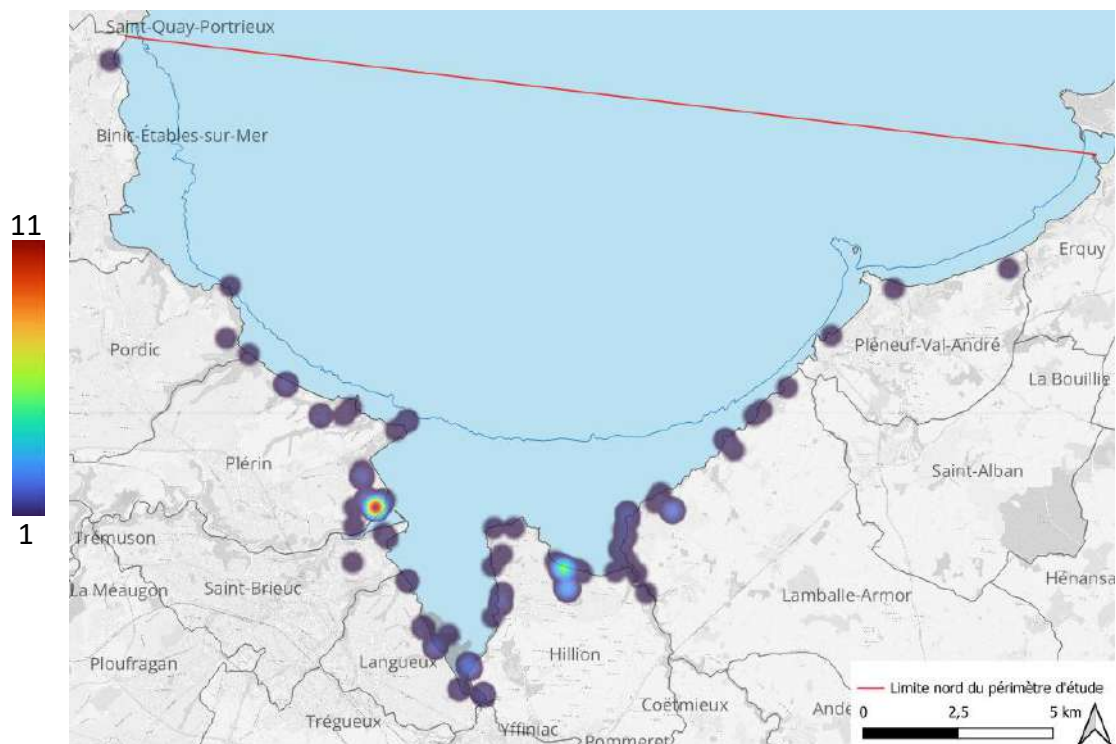 Saint-Quay-Portrieux
Binic-Étables-sur-Mer
11
Erquy
Pordic
Pléneuf-Val-André
La Bouillie
Plérin
Saint-Alban
1
Trémuson
Hénansa
La Méaugon
Saint-Brieuc
Lamballe-Armor
Ploufragan
Langueux
Hillion
Limite nord du périmètre d'étude
Coëtmieux
Ande
0 2,5 5 km
Trégueux
Yffiniac
Pommeret